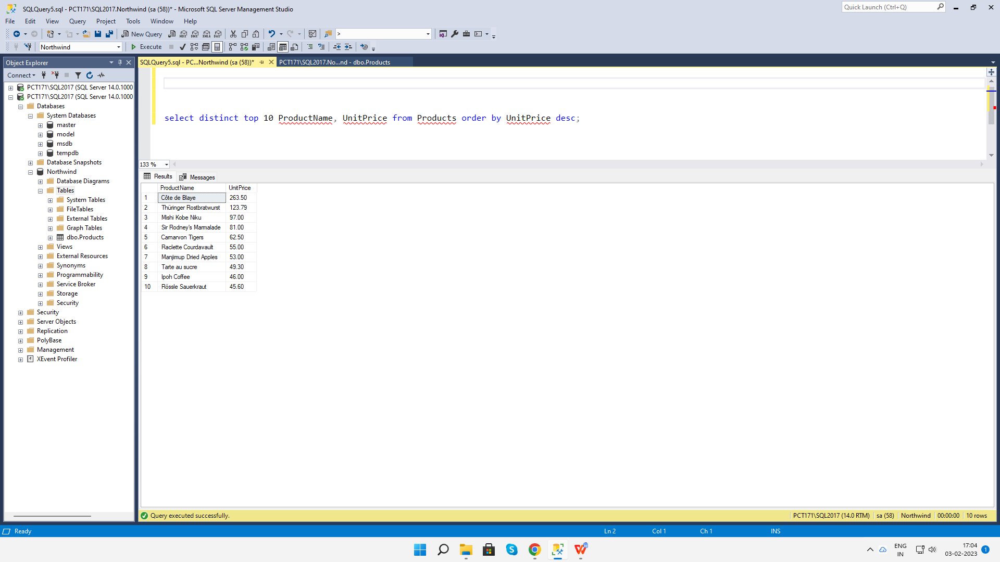 SQLQuery5.sql - PCT171\SQL2017.Northwind (sa (58))* - Microsoft SQL Server Management Studio
Quick Launch (Ctrl+Q)
File Edit View Query Project Tools Window Help
New Query
>
Northwind
Execute
Object Explorer
SQLQuery5.sql - PC...Northwind (sa (58))*
PCT171\SQL2017.No...nd - dbo.Products
Connect
PCT171\SQL2017 (SQL Server 14.0.1000
PCT171\SQL2017 (SQL Server 14.0.1000
Databases
System Databases
master
model
msdb
tempdb
Database Snapshots
Northwind
Database Diagrams
Tables
System Tables
FileTables
External Tables
Graph Tables
dbo.Products
Views
External Resources
Synonyms
Programmability
Service Broker
Storage
Security
Security
Server Objects
Replication
PolyBase
Management
XEvent Profiler
select distinct top 10 ProductName, UnitPrice from Products order by UnitPrice desc;
133 %
Results Messages
ProductName UnitPrice
1 Côte de Blaye 263.50
2 Thüringer Rostbratwurst 123.79
3 Mishi Kobe Niku 97.00
4 Sir Rodney's Marmalade 81.00
5 Carnarvon Tigers 62.50
6 Raclette Courdavault 55.00
7 Manjimup Dried Apples 53.00
8 Tarte au sucre 49.30
9 Ipoh Coffee 46.00
10 Rössle Sauerkraut 45.60
Query executed successfully.
PCT171\SQL2017 (14.0 RTM) sa (58) Northwind 00:00:00 10 rows
Ready
Ln 2 Col 1 Ch 1 INS
ENG
IN
17:04
03-02-2023
1